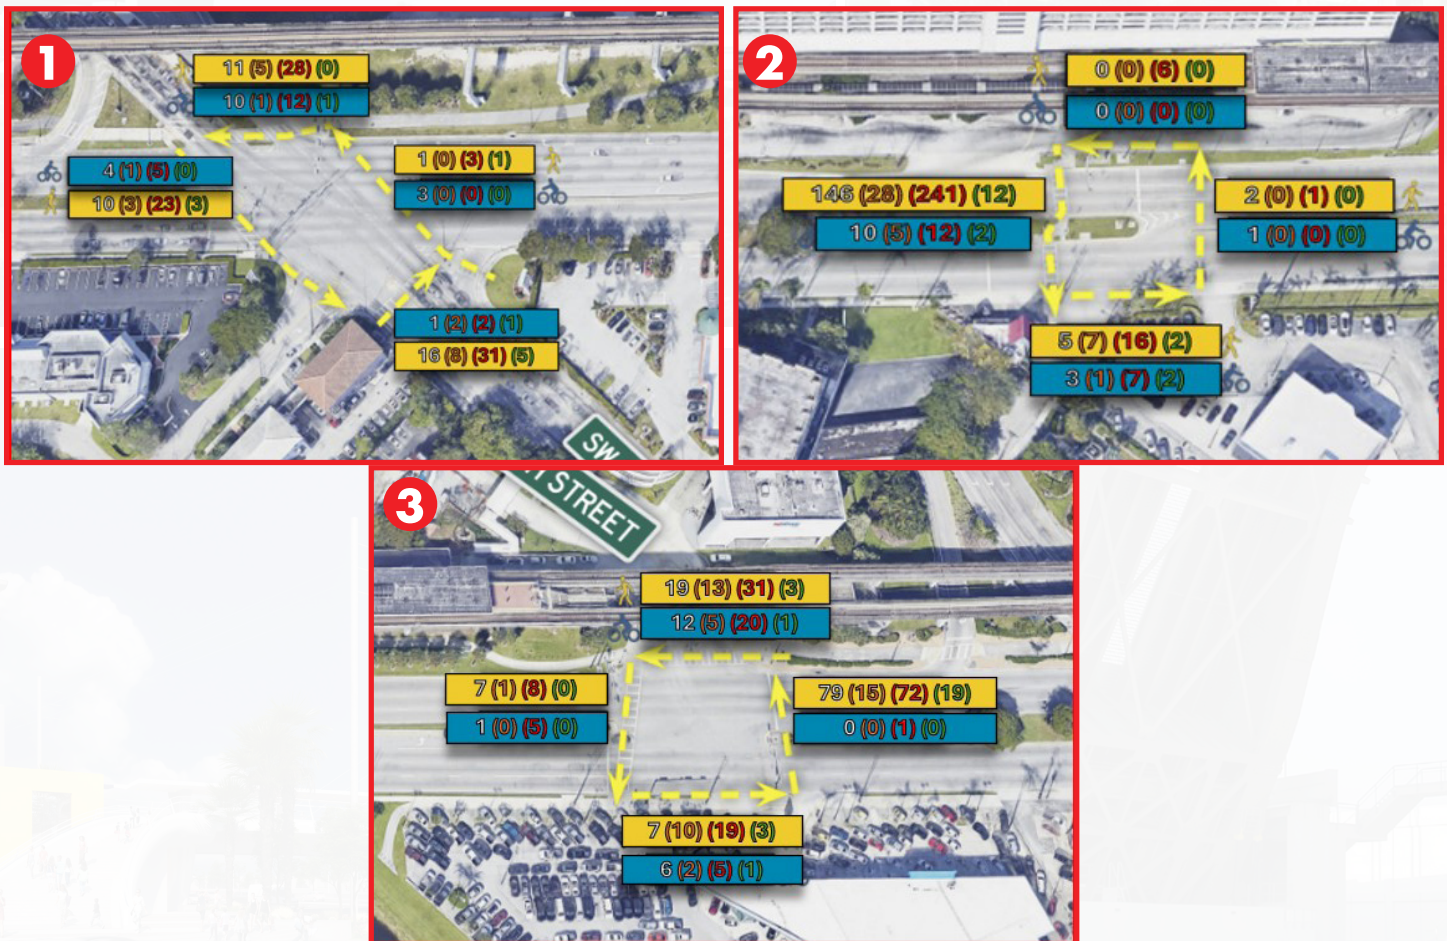 1
11 (5) (28) (0)
10 (1) (12) (1)
4 (1) (5) (0)
10 (3) (23) (3)
1 (0) (3) (1)
3 (0) (0) (0)
1 (2) (2) (1)
16 (8) (31) (5)
SW
2
0 (0) (6) (0)
0 (0) (0) (0)
146 (28) (241) (12)
10 (5) (12) (2)
2 (0) (1) (0)
1 (0) (0) (0)
5 (7) (16) (2)
3 (1) (7) (2)
3
STREET
19 (13) (31) (3)
12 (5) (20) (1)
7 (1) (8) (0)
1 (0) (5) (0)
79 (15) (72) (19)
0 (0) (1) (0)
7 (10) (19) (3)
6 (2) (5) (1)